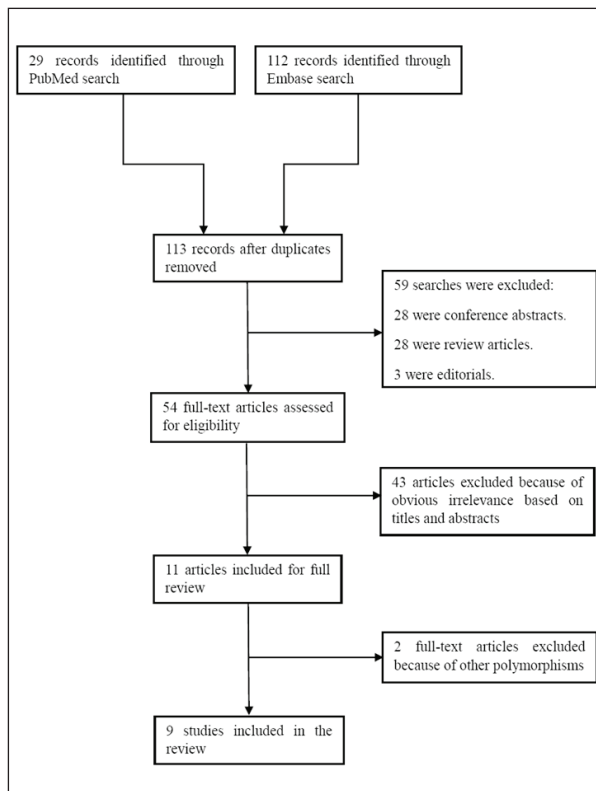 29 records identified through
PubMed search
112 records identified through
Embase search
113 records after duplicates
removed
59 searches were excluded:
28 were conference abstracts.
28 were review articles.
3 were editorials.
54 full-text articles assessed
for eligibility
43 articles excluded because of
obvious irrelevance based on
titles and abstracts
11 articles included for full
review
2 full-text articles excluded
because of other polymorphisms
9 studies included in the
review